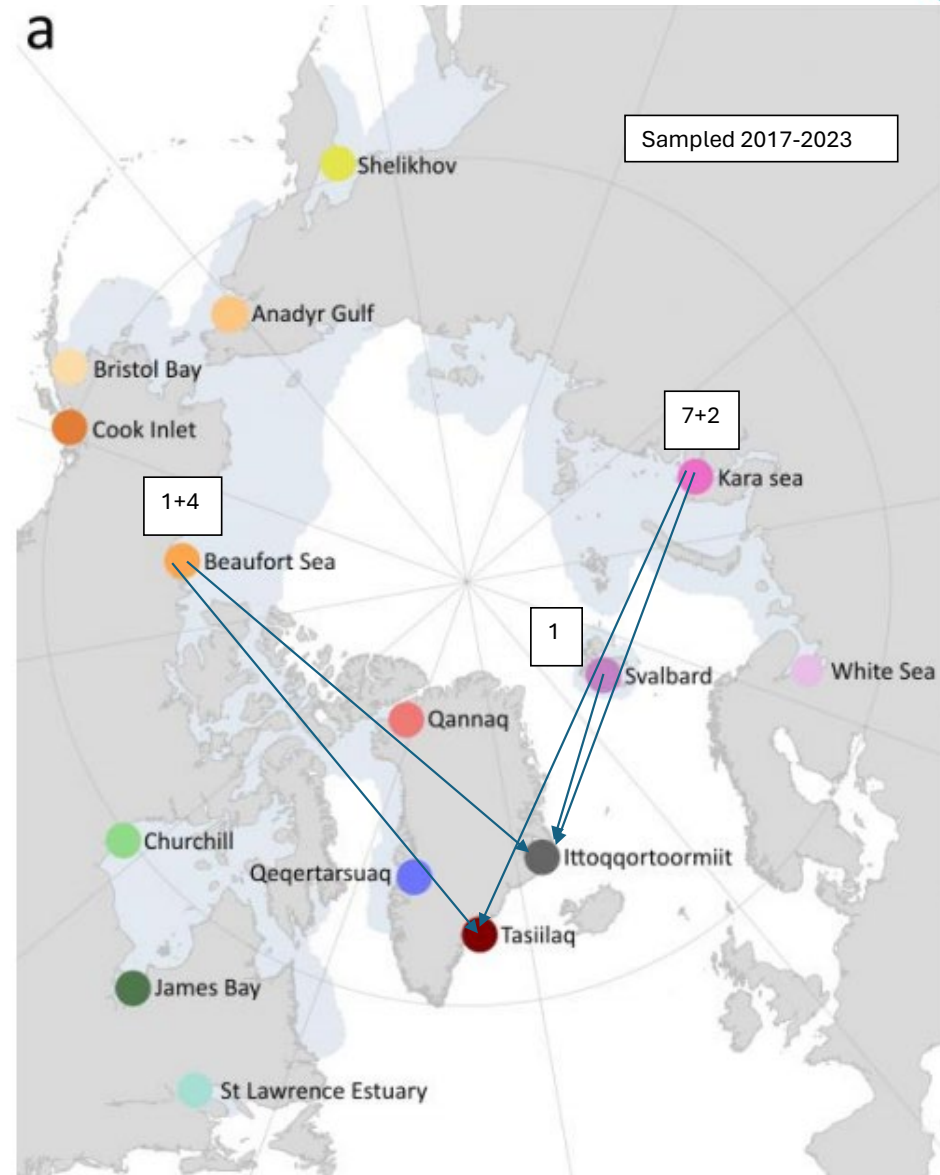 a
Sampled 2017-2023
Shelikhov
Anadyr Gulf
Bristol Bay
7+2
Cook Inlet
Kara sea
1+4
Beaufort Sea
1
Svalbard
White Sea
Qannaq
Churchill
Ittoqqortoormiit
Qeqertarsuaq
Tasiilaq
James Bay
St Lawrence Estuary